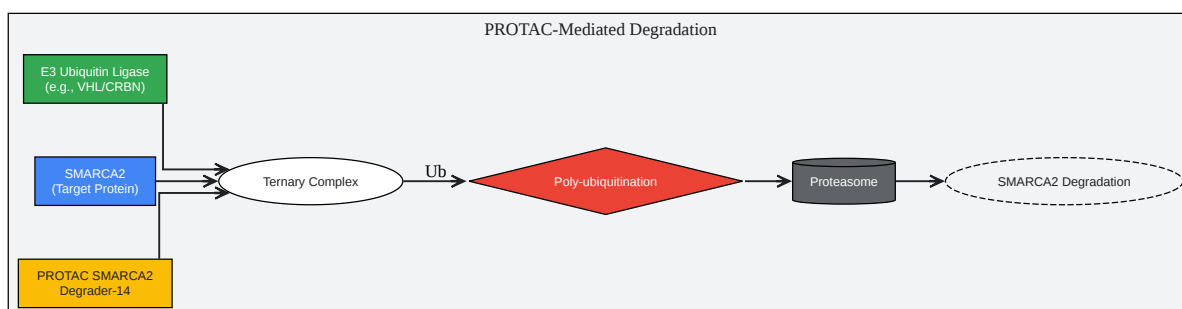 PROTAC-Mediated Degradation
E3 Ubiquitin Ligase
(e.g., VHL/CRBN)
SMARCA2
(Target Protein)
PROTAC SMARCA2
Degrader-14
Ternary Complex
Ub
Poly-ubiquitination
Proteasome
SMARCA2 Degradation